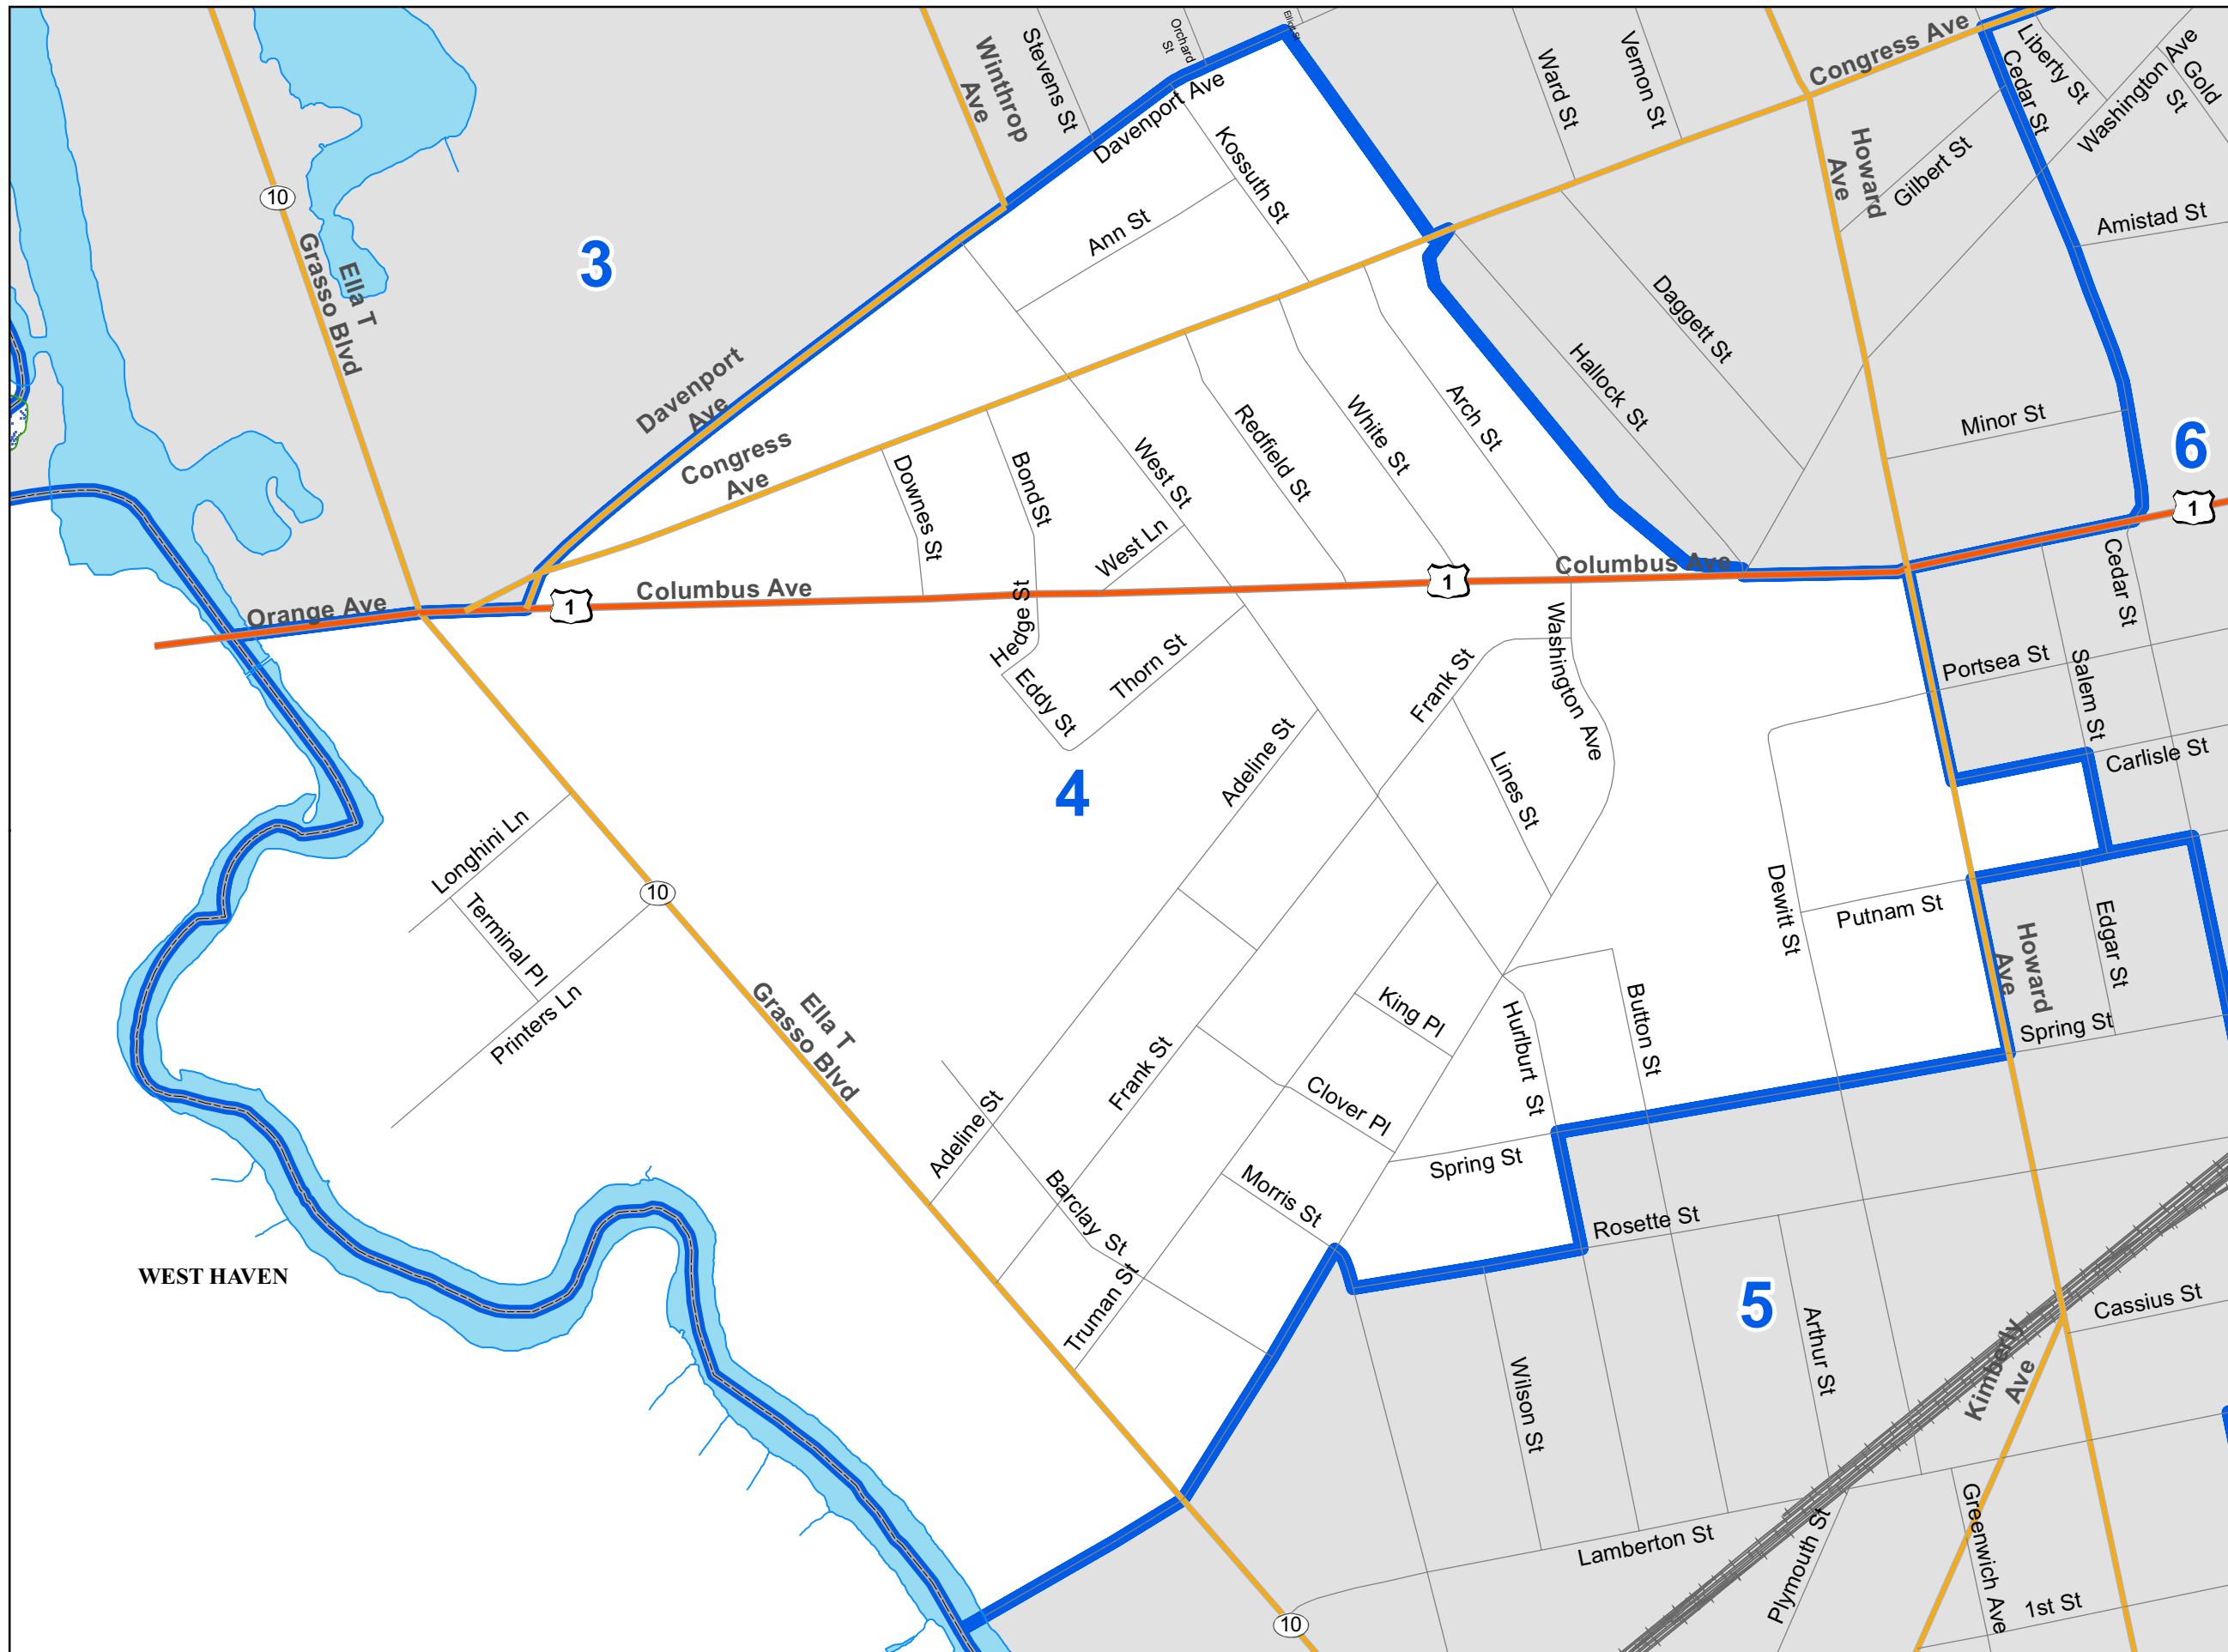 Winthrop
Ave
Stevens St
Orchard
St
Elliot St
Davenport Ave
Kossuth St
Ann St
Ward St
Vernon St
Congress Ave
Cedar St
Liberty St
Washington Ave
Gold
St
Howard
Ave
Gilbert St
Amistad St
10
Ella T
Grasso Blvd
3
Davenport
Ave
Congress
Ave
Downes St
Bond St
West St
West Ln
Redfield St
White St
Arch St
Hallock St
Daggett St
Minor St
6
1
Columbus Ave
1
Columbus Ave
1
Orange Ave
Hedge St
Eddy St
Thorn St
Adeline St
Frank St
Washington Ave
Lines St
Cedar St
Portsea St
Salem St
Carlisle St
4
Longhini Ln
Terminal Pl
Printers Ln
10
Ella T
Grasso Blvd
Dewitt St
Putnam St
Howard
Ave
Edgar St
Spring St
King Pl
Hurlburt St
Button St
Frank St
Clover Pl
Adeline St
Barclay St
Morris St
Spring St
Rosette St
Truman St
WEST HAVEN
5
Wilson St
Arthur St
Kimberly
Ave
Cassius St
Lamberton St
Plymouth St
Greenwich Ave
1st St
10